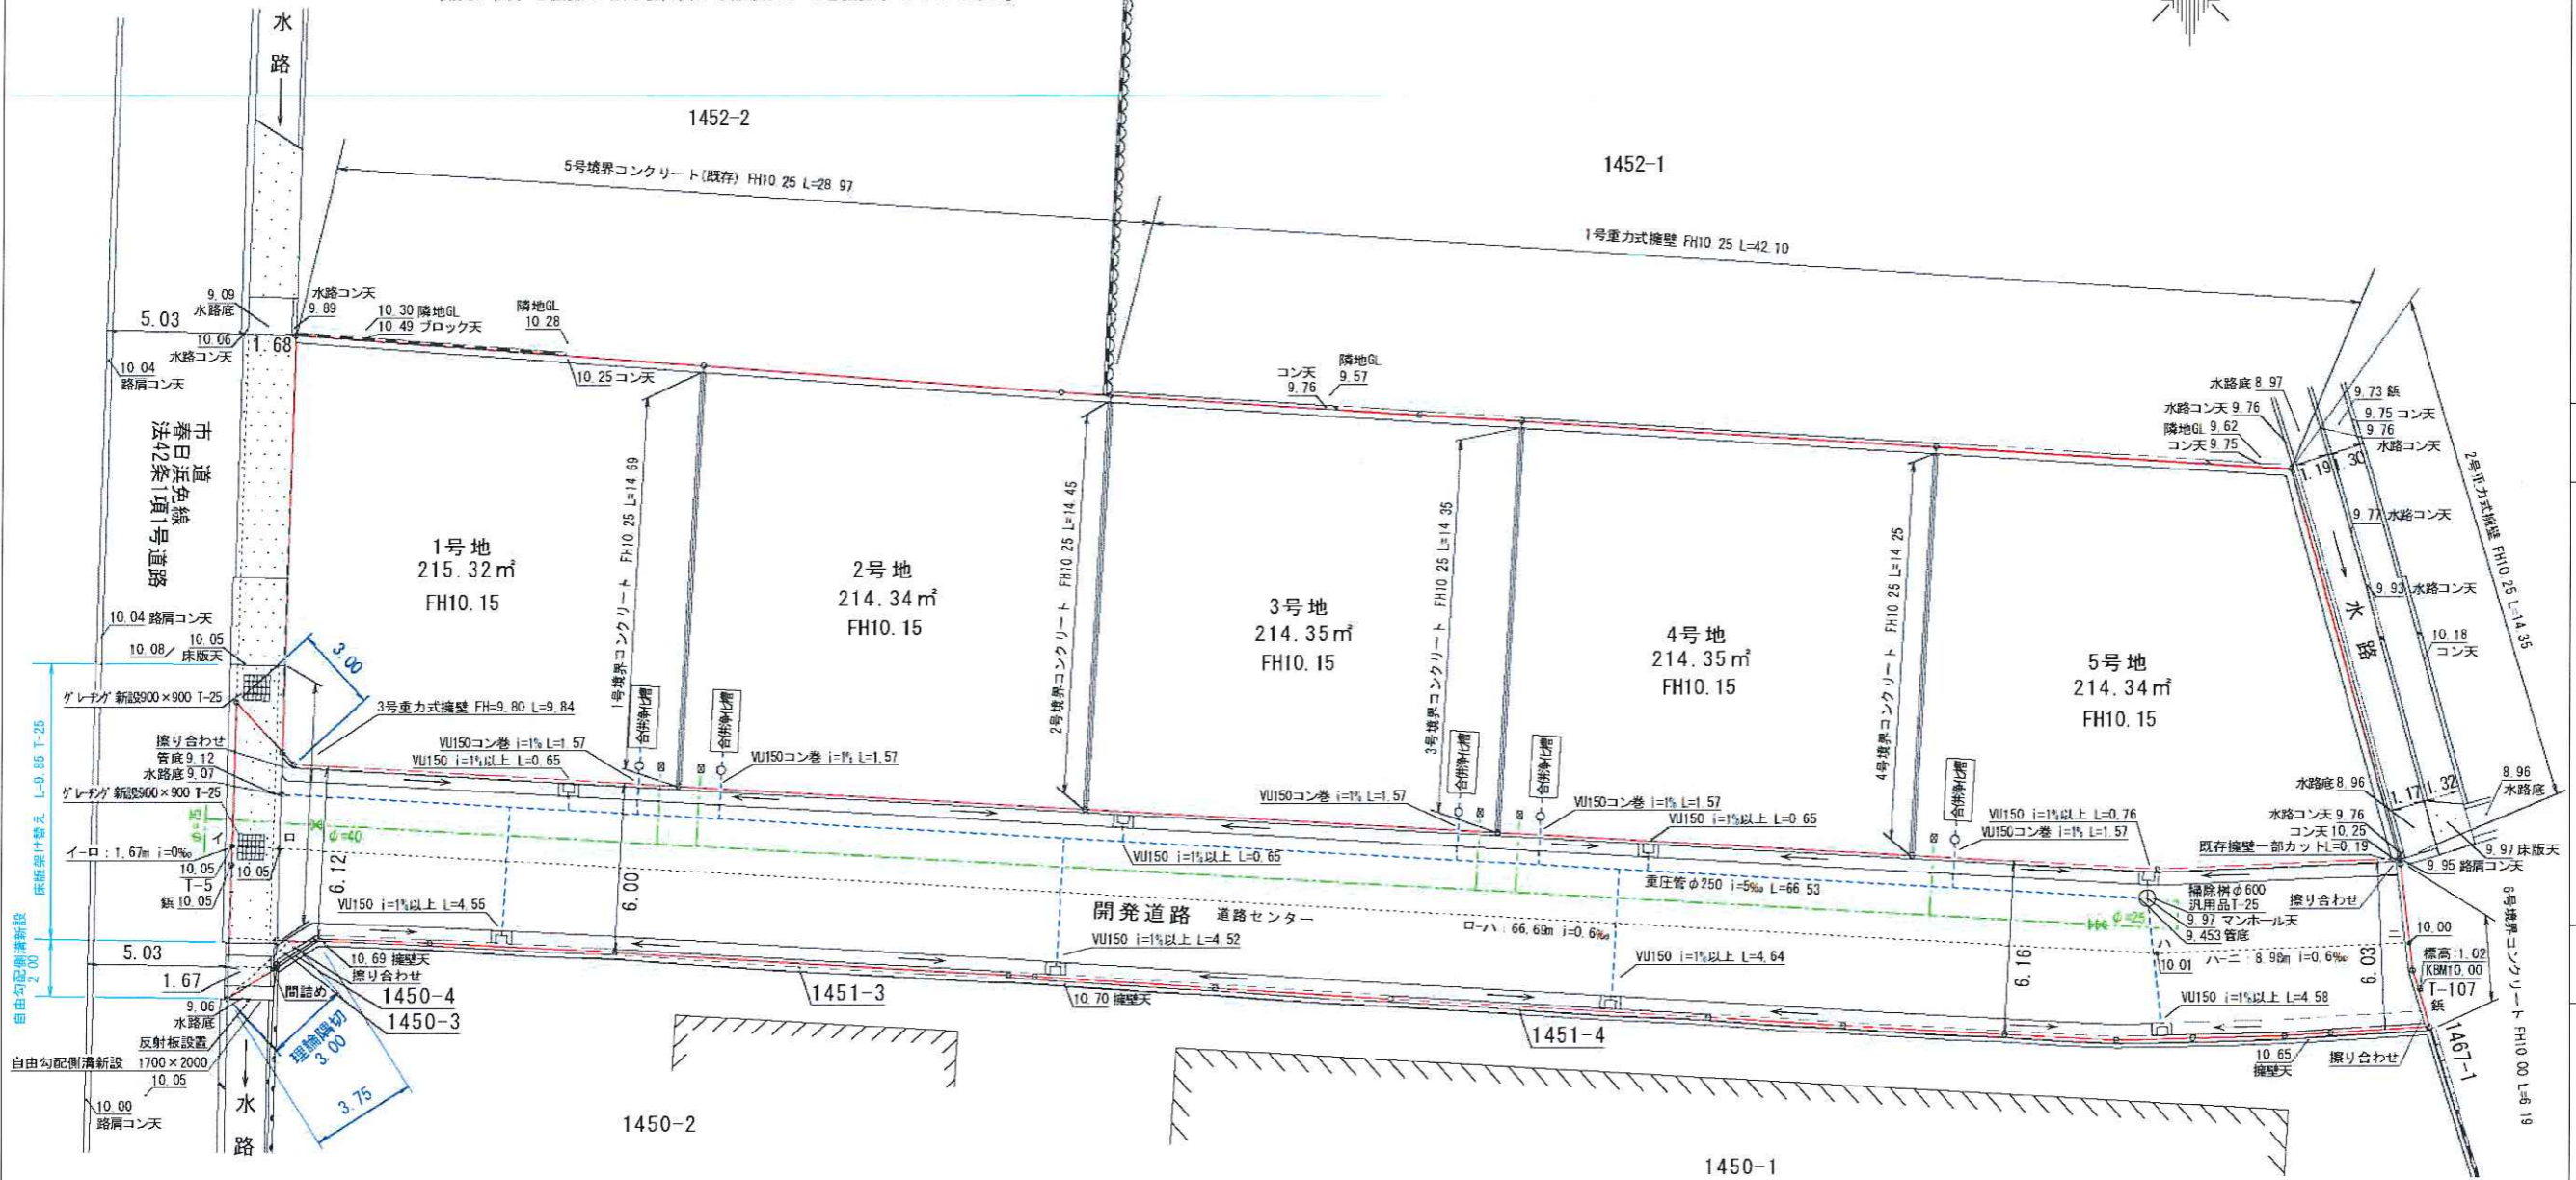 水路
1452-2
1452-1
5号境界コンクリート(既存) FH10.25 L=28.97
1号重力式擁壁 FH10.25 L=42.10
9.09
水路底
水路コン天
9.89
5.03
10.06
水路コン天
1.68
10.30 隣地GL
10.49 ブロック天
隣地GL
10.28
10.25 コン天
10.04
路肩コン天
コン天
9.76
隣地GL
9.57
水路底 8.97
水路コン天 9.76
隣地GL 9.62
コン天 9.75
9.73 鋲
9.75 コン天
9.76
水路コン天
1.19
1.30
2号重力式擁壁 FH10.25 L=14.35
9.77 水路コン天
9.93 水路コン天
10.18
コン天
水路
市道
春日浜免線
法42条1項1号道路
1号地
215.32㎡
FH10.15
1号境界コンクリート FH10.25 L=14.69
2号地
214.34㎡
FH10.15
2号境界コンクリート FH10.25 L=14.45
3号地
214.35㎡
FH10.15
3号境界コンクリート FH10.25 L=14.35
4号地
214.35㎡
FH10.15
4号境界コンクリート FH10.25 L=14.25
5号地
214.34㎡
FH10.15
10.04 路肩コン天
10.05
10.08 床版天
3.00
グレーチング 新設900×900 T-25
3号重力式擁壁 FH=9.80 L=9.84
擦り合わせ
管底 9.12
水路底 9.07
グレーチング 新設900×900 T-25
床版架け替え L=9.85 T-25
自由勾配側溝新設
2.00
VU150コン巻 i=1% L=1.57
VU150 i=1%以上 L=0.65
合併浄化槽
合併浄化槽
VU150コン巻 i=1% L=1.57
VU150コン巻 i=1% L=1.57
合併浄化槽
合併浄化槽
VU150コン巻 i=1% L=1.57
VU150 i=1%以上 L=0.65
VU150 i=1%以上 L=0.65
合併浄化槽
VU150 i=1%以上 L=0.76
VU150コン巻 i=1% L=1.57
水路底 8.96
1.17
1.32
8.96
水路底
水路コン天 9.76
コン天 10.25
既存擁壁一部カットL=0.19
9.97 床版天
9.95 路肩コン天
φ=75
イ
ロ
φ=40
イーロ : 1.67m i=0‰
10.05
T-5
鋲 10.05
10.05
6.12
6.00
重圧管φ250 i=5‰ L=66.53
開発道路 道路センター
ローハ : 66.69m i=0.6‰
φ=25
掃除桝φ600
汎用品T-25
9.97 マンホール天
9.453 管底
擦り合わせ
ハ
10.01
ハーニ : 8.98m i=0.6‰
ニ
10.00
標高:1.02
KBM10.00
T-107
鋲
6号境界コンクリート FH10.00 L=6.19
6.16
6.03
VU150 i=1%以上 L=4.55
VU150 i=1%以上 L=4.52
VU150 i=1%以上 L=4.64
VU150 i=1%以上 L=4.58
5.03
1.67
10.69 擁壁天
擦り合わせ
間詰め
1450-4
1450-3
1451-3
10.70 擁壁天
1451-4
10.65
擁壁天
擦り合わせ
1467-1
9.06
水路底
反射板設置
自由勾配側溝新設 1700×2000
10.05
理論隅切
3.00
3.75
10.00
路肩コン天
水路
1450-2
1450-1